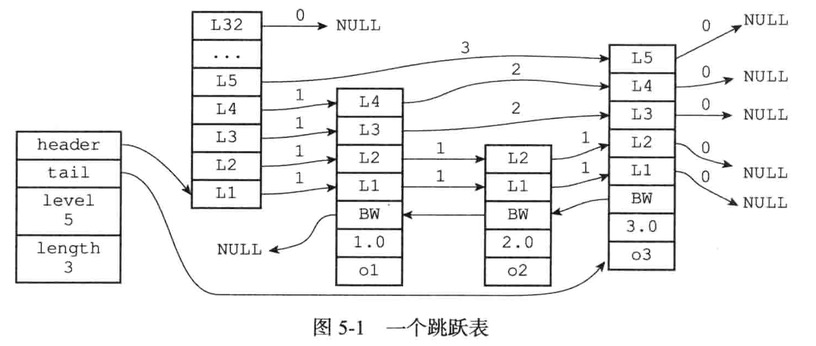 header
tail
level
5
length
3
L32
...
L5
L4
L3
L2
L1
0
NULL
3
1
1
1
1
L4
L3
L2
L1
BW
1.0
o1
NULL
2
2
1
1
L2
L1
BW
2.0
o2
1
1
L5
L4
L3
L2
L1
BW
3.0
o3
0
NULL
0
NULL
0
NULL
0
NULL
0
NULL
图 5-1 一个跳跃表